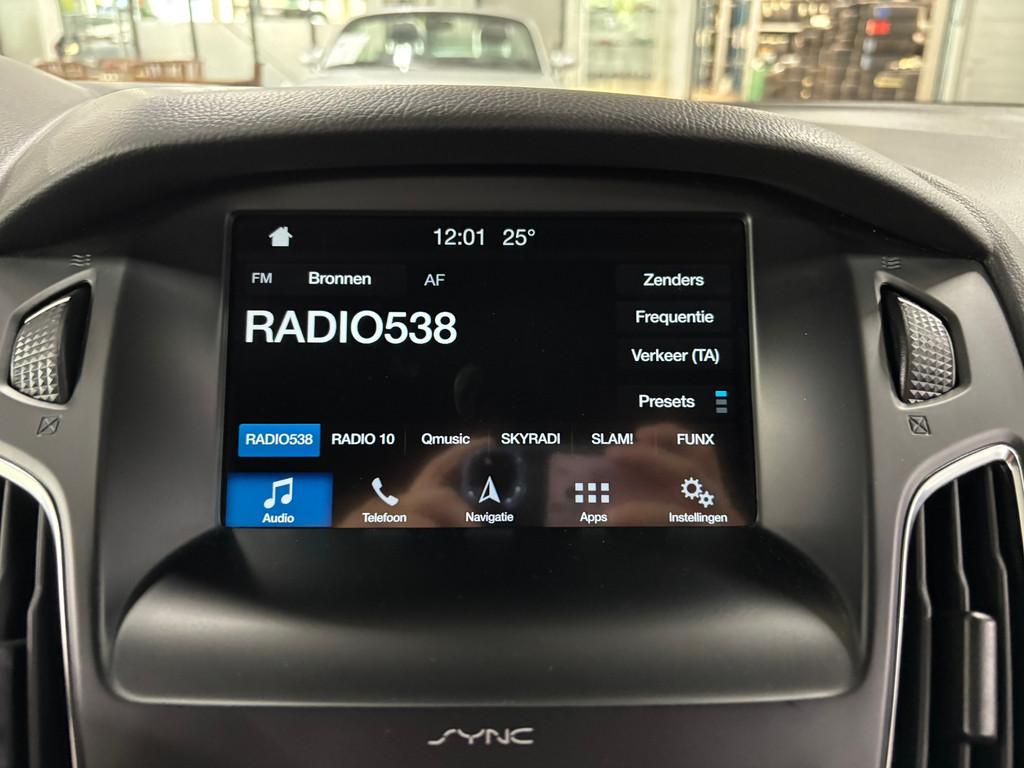 12:01 25°
FM Bronnen AF
RADIO538
Zenders
Frequentie
Verkeer (TA)
Presets
RADIO538 RADIO 10 Qmusic SKYRADI SLAM! FUNX
Audio Telefoon Navigatie Apps Instellingen
SYNC